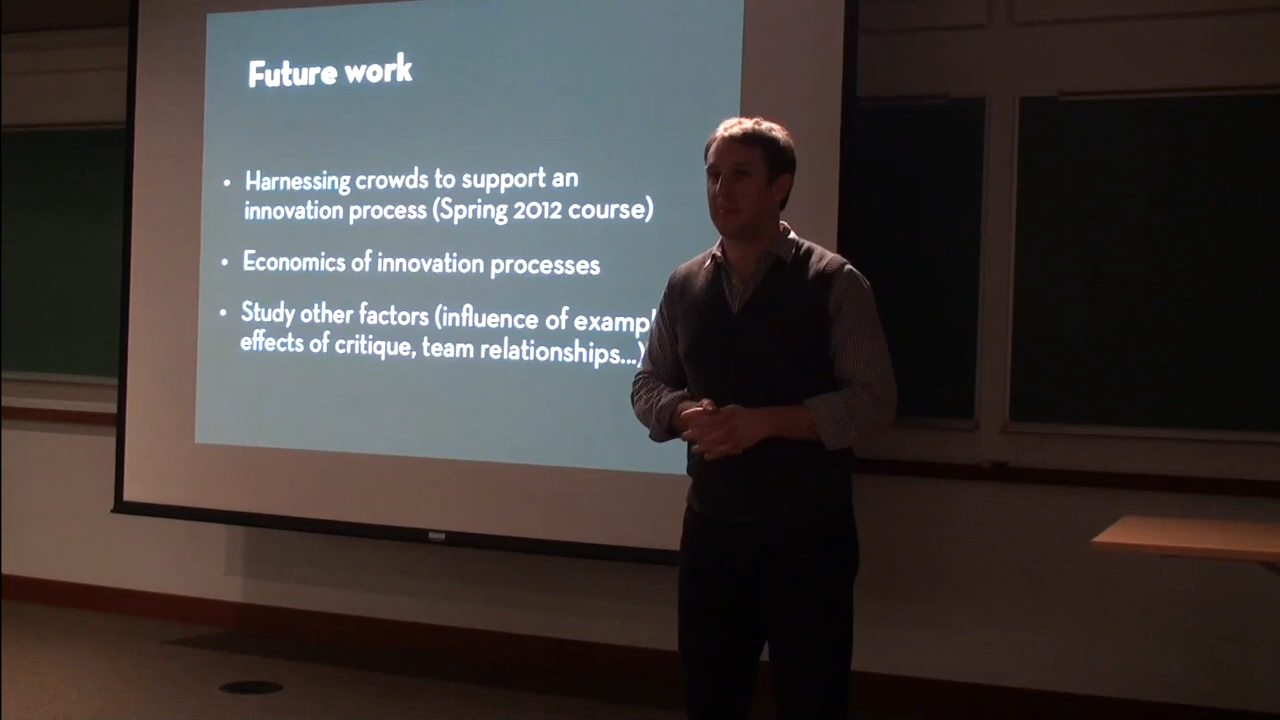 Future work
• Harnessing crowds to support an
innovation process (Spring 2012 course)
• Economics of innovation processes
• Study other factors (influence of
effects of critique, team relationships...)